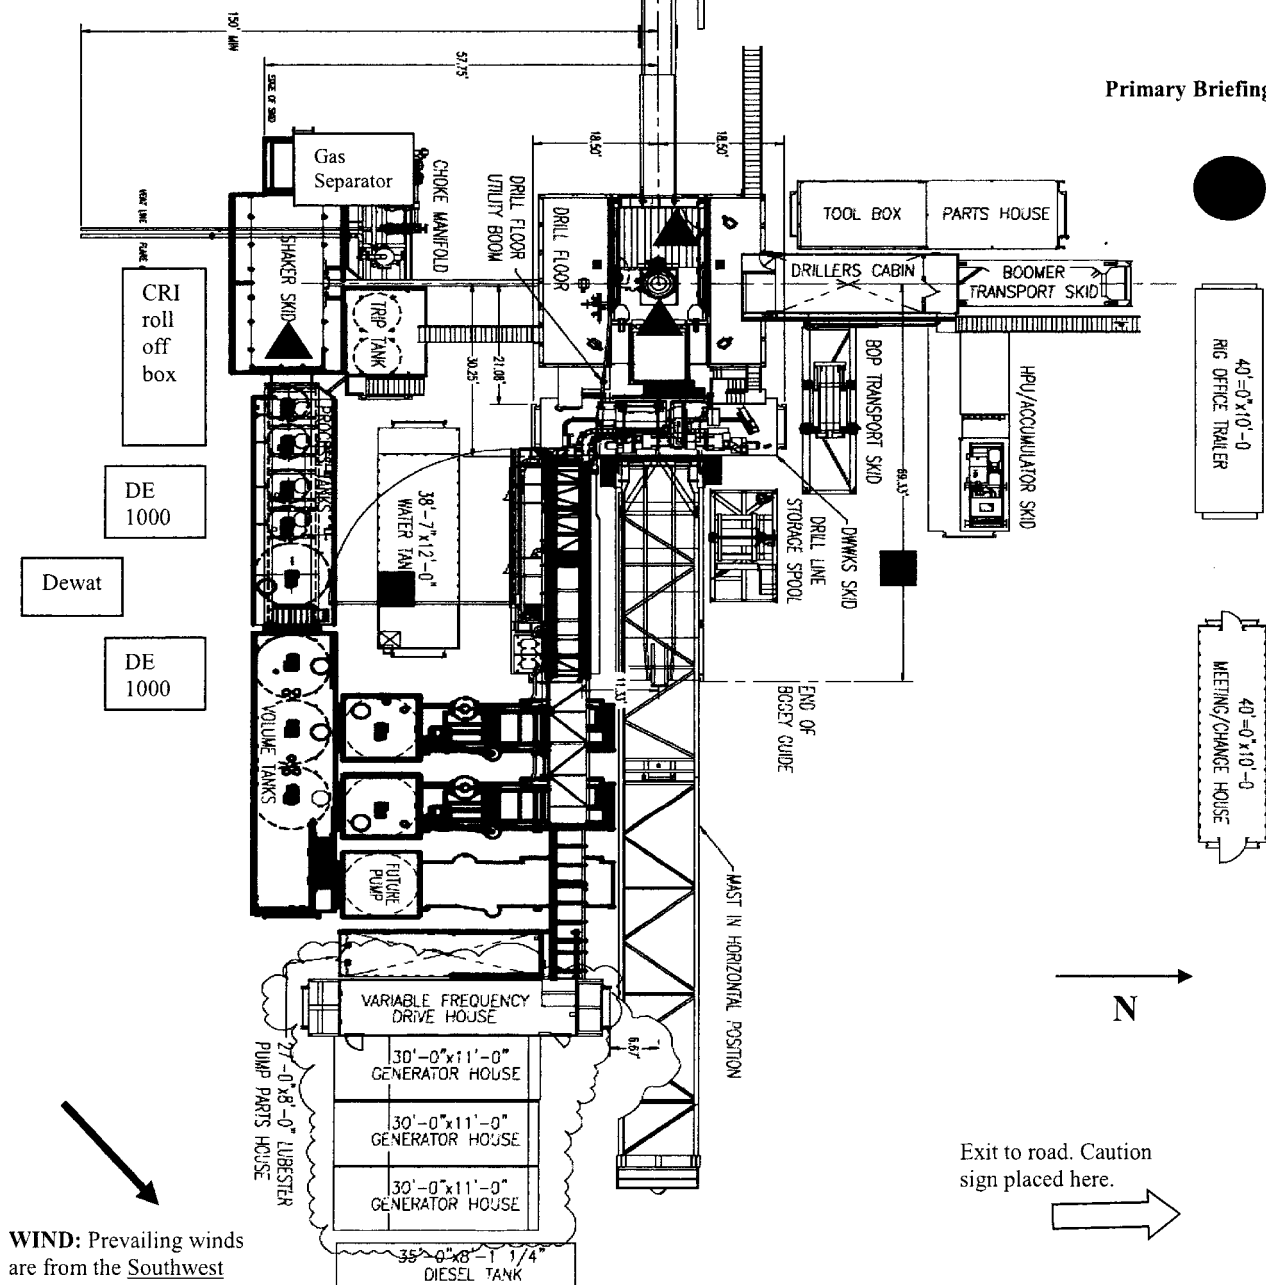 150' MIN
57.75'
EDGE OF SKID
Primary Briefing
18.50'
18.50'
Gas
Separator
CHOKE MANIFOLD
DRILL FLOOR
UTILITY BOOM
DRILL FLOOR
TOOL BOX
PARTS HOUSE
VENT LINE
FLARE
SHAKER SKID
DRILLERS CABIN
BOOMER
TRANSPORT SKID
CRI
roll
off
box
TRIP TANK
21.08'
30.25'
BOP TRANSPORT SKID
HPU/ACCUMULATOR SKID
40'=0"x10'-0
RIG OFFICE TRAILER
PROCESS TANKS
DE
1000
38'-7"x12'-0"
WATER TAN
69.33'
DRILL LINE
STORAGE SPOOL
DWWKS SKID
Dewat
DE
1000
11.33'
END OF
BOGEY GUIDE
40'=0"x10'-0
MEETING/CHANGE HOUSE
VOLUME TANKS
FUTURE
PUMP
MAST IN HORIZONTAL POSITION
VARIABLE FREQUENCY
DRIVE HOUSE
N
6.67'
30'-0"x11'-0"
GENERATOR HOUSE
27'-0"x8'-0" LUBESTER
PUMP PARTS HOUSE
30'-0"x11'-0"
GENERATOR HOUSE
30'-0"x11'-0"
GENERATOR HOUSE
Exit to road. Caution
sign placed here.
WIND: Prevailing winds
are from the Southwest
35'-0"x8'-1 1/4"
DIESEL TANK